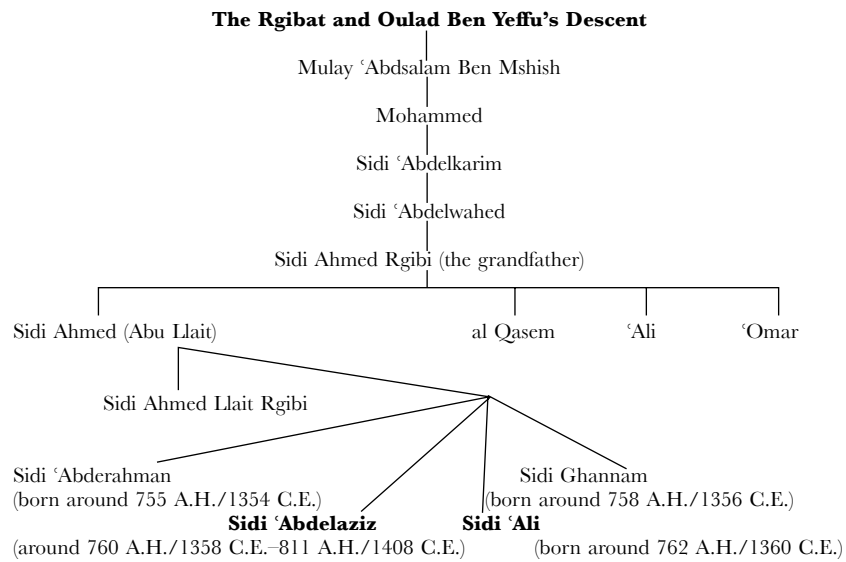 The Rgibat and Oulad Ben Yeffu’s Descent
Mulay ʿAbdsalam Ben Mshish
Mohammed
Sidi ʿAbdelkarim
Sidi ʿAbdelwahed
Sidi Ahmed Rgibi (the grandfather)
Sidi Ahmed (Abu Llait) al Qasem ʿAli ʿOmar
Sidi Ahmed Llait Rgibi
Sidi ʿAbderahman Sidi Ghannam
(born around 755 A.H./1354 C.E.) (born around 758 A.H./1356 C.E.)
Sidi ʿAbdelaziz Sidi ʿAli
(around 760 A.H./1358 C.E.–811 A.H./1408 C.E.) (born around 762 A.H./1360 C.E.)